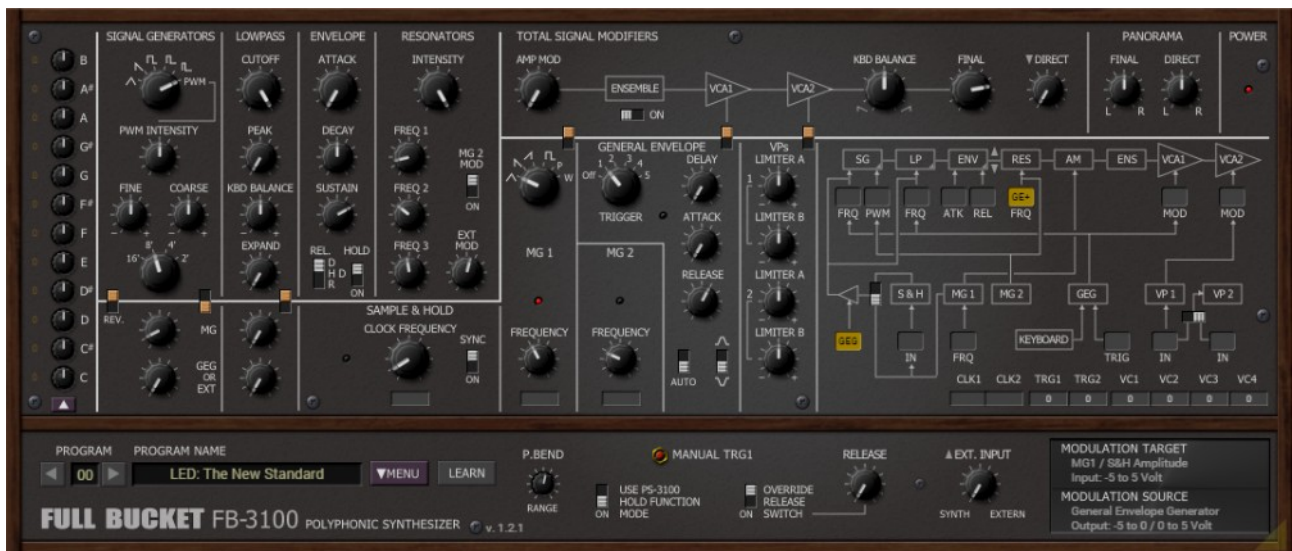 SIGNAL GENERATORS LOWPASS ENVELOPE RESONATORS TOTAL SIGNAL MODIFIERS PANORAMA POWER
B
A#
A
G#
G
F#
F
E
D#
D
C#
C
PWM
PWM INTENSITY
FINE COARSE
- + - +
16' 8' 4' 2'
REV.
MG
GEG
OR
EXT
CUTOFF
PEAK
KBD BALANCE
- +
EXPAND
ATTACK
DECAY
SUSTAIN
REL. HOLD
D
H D
R ON
INTENSITY
FREQ 1
MG 2
MOD
ON
FREQ 2
FREQ 3
EXT
MOD
SAMPLE & HOLD
CLOCK FREQUENCY
SYNC
ON
AMP MOD
ENSEMBLE
ON
VCA1
VCA2
KBD BALANCE
FINAL
▼DIRECT
FINAL DIRECT
L R L R
P
W
MG 1
FREQUENCY
GENERAL ENVELOPE
Off 1 2 3 4 5
TRIGGER
MG 2
FREQUENCY
DELAY
ATTACK
RELEASE
AUTO
VPs
LIMITER A
1
- +
LIMITER B
- +
LIMITER A
2
- +
LIMITER B
- +
SG LP ENV RES AM ENS VCA1 VCA2
GE+
FRQ PWM FRQ ATK REL FRQ MOD MOD
S & H MG 1 MG 2 GEG VP 1 VP 2
GEG
KEYBOARD
IN FRQ TRIG IN IN
CLK1 CLK2 TRG1 TRG2 VC1 VC2 VC3 VC4
0 0 0 0 0 0
PROGRAM PROGRAM NAME
00 LED: The New Standard ▼MENU LEARN
FULL BUCKET FB-3100 POLYPHONIC SYNTHESIZER v. 1.2.1
P.BEND
RANGE
MANUAL TRG1
USE PS-3100
HOLD FUNCTION
ON MODE
OVERRIDE
RELEASE
ON SWITCH
RELEASE
▲EXT. INPUT
SYNTH EXTERN
MODULATION TARGET
MG1 / S&H Amplitude
Input: -5 to 5 Volt
MODULATION SOURCE
General Envelope Generator
Output: -5 to 0 / 0 to 5 Volt